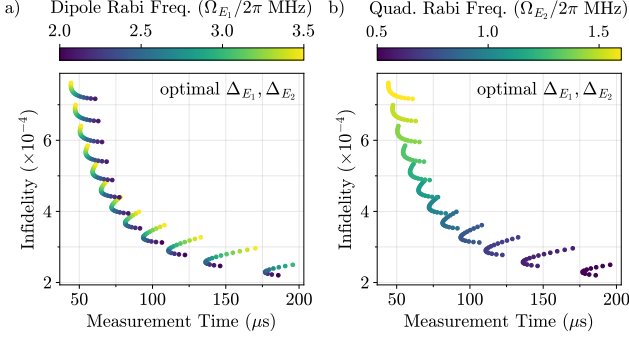 a)
Dipole Rabi Freq. (Ω_{E_1}/2π MHz)
2.0 2.5 3.0 3.5
optimal Δ_{E_1}, Δ_{E_2}
Infidelity (×10⁻⁴)
6
4
2
50 100 150 200
Measurement Time (μs)
b)
Quad. Rabi Freq. (Ω_{E_2}/2π MHz)
0.5 1.0 1.5
optimal Δ_{E_1}, Δ_{E_2}
Infidelity (×10⁻⁴)
6
4
2
50 100 150 200
Measurement Time (μs)